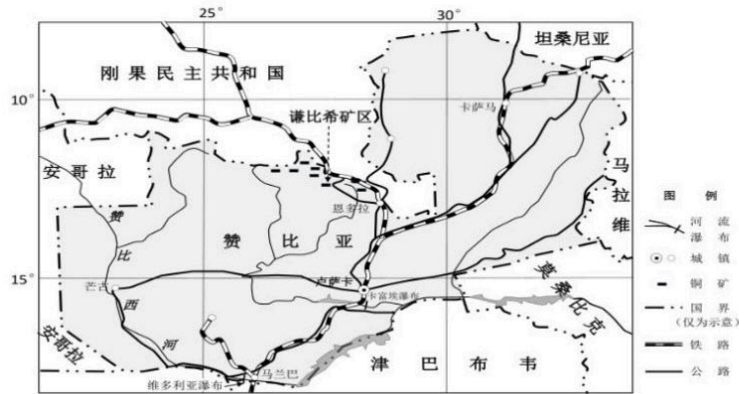 25
30
坦桑尼亚
刚果民主共和国
10°
卡萨马
谦比希矿区
安哥拉
马拉维
恩多拉
赞比亚
赞比西河
15°
芒古
卢萨卡
卡富埃瀑布
莫桑比克
安哥拉
马兰巴
维多利亚瀑布
津巴布韦
图例
河流
瀑布
城镇
铜矿
国界
(仅为示意)
铁路
公路